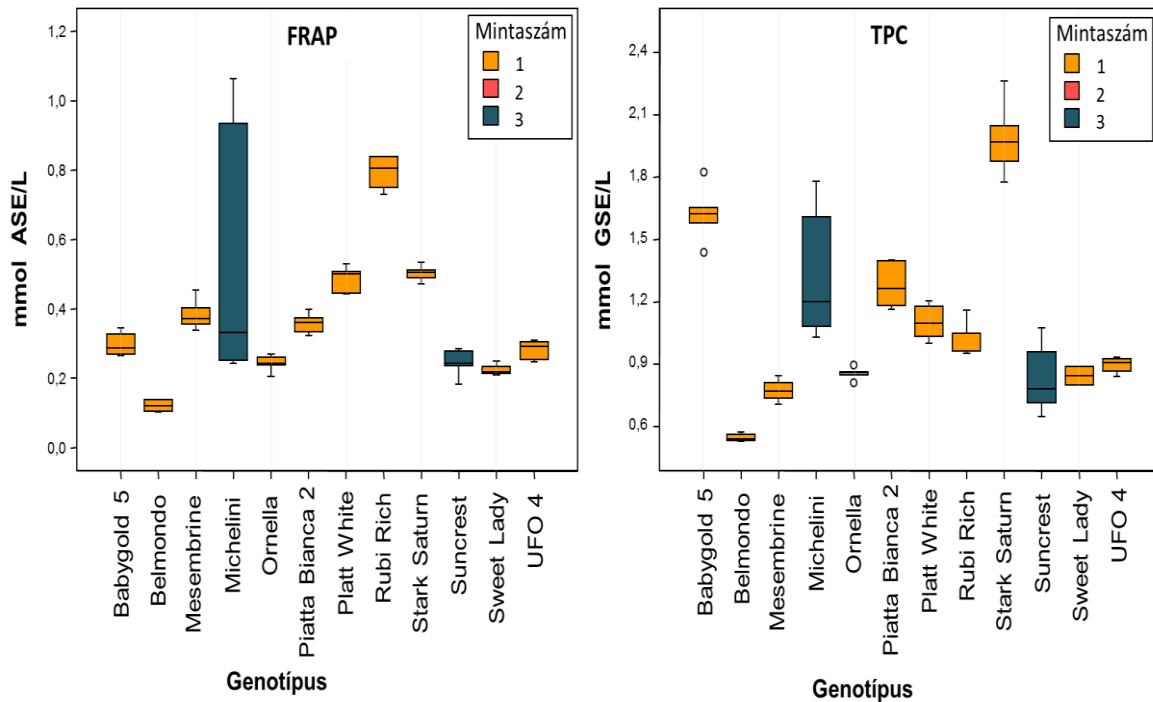 FRAP
Mintaszám
1
2
3
mmol ASE/L
1,2
1,0
0,8
0,6
0,4
0,2
0,0
Babygold 5
Belmondo
Mesembrine
Michelini
Ornella
Piatta Bianca 2
Platt White
Rubi Rich
Stark Saturn
Suncrest
Sweet Lady
UFO 4
Genotípus
TPC
Mintaszám
1
2
3
mmol GSE/L
2,4
2,1
1,8
1,5
1,2
0,9
0,6
Babygold 5
Belmondo
Mesembrine
Michelini
Ornella
Piatta Bianca 2
Platt White
Rubi Rich
Stark Saturn
Suncrest
Sweet Lady
UFO 4
Genotípus